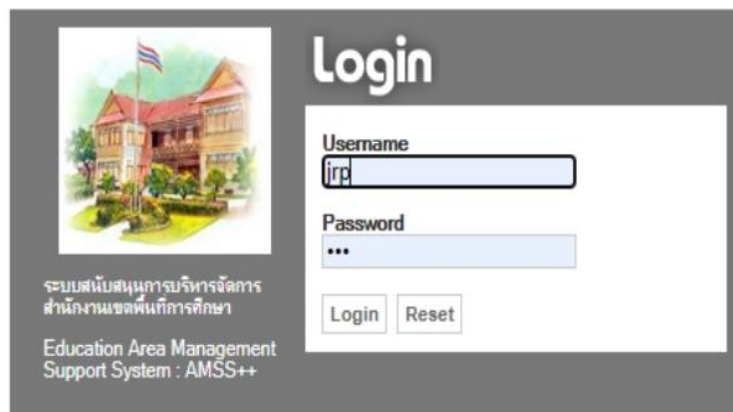 Login
Username
jrp
Password
•••
Login Reset
ระบบสนับสนุนการบริหารจัดการ
สำนักงานเขตพื้นที่การศึกษา
Education Area Management
Support System : AMSS++